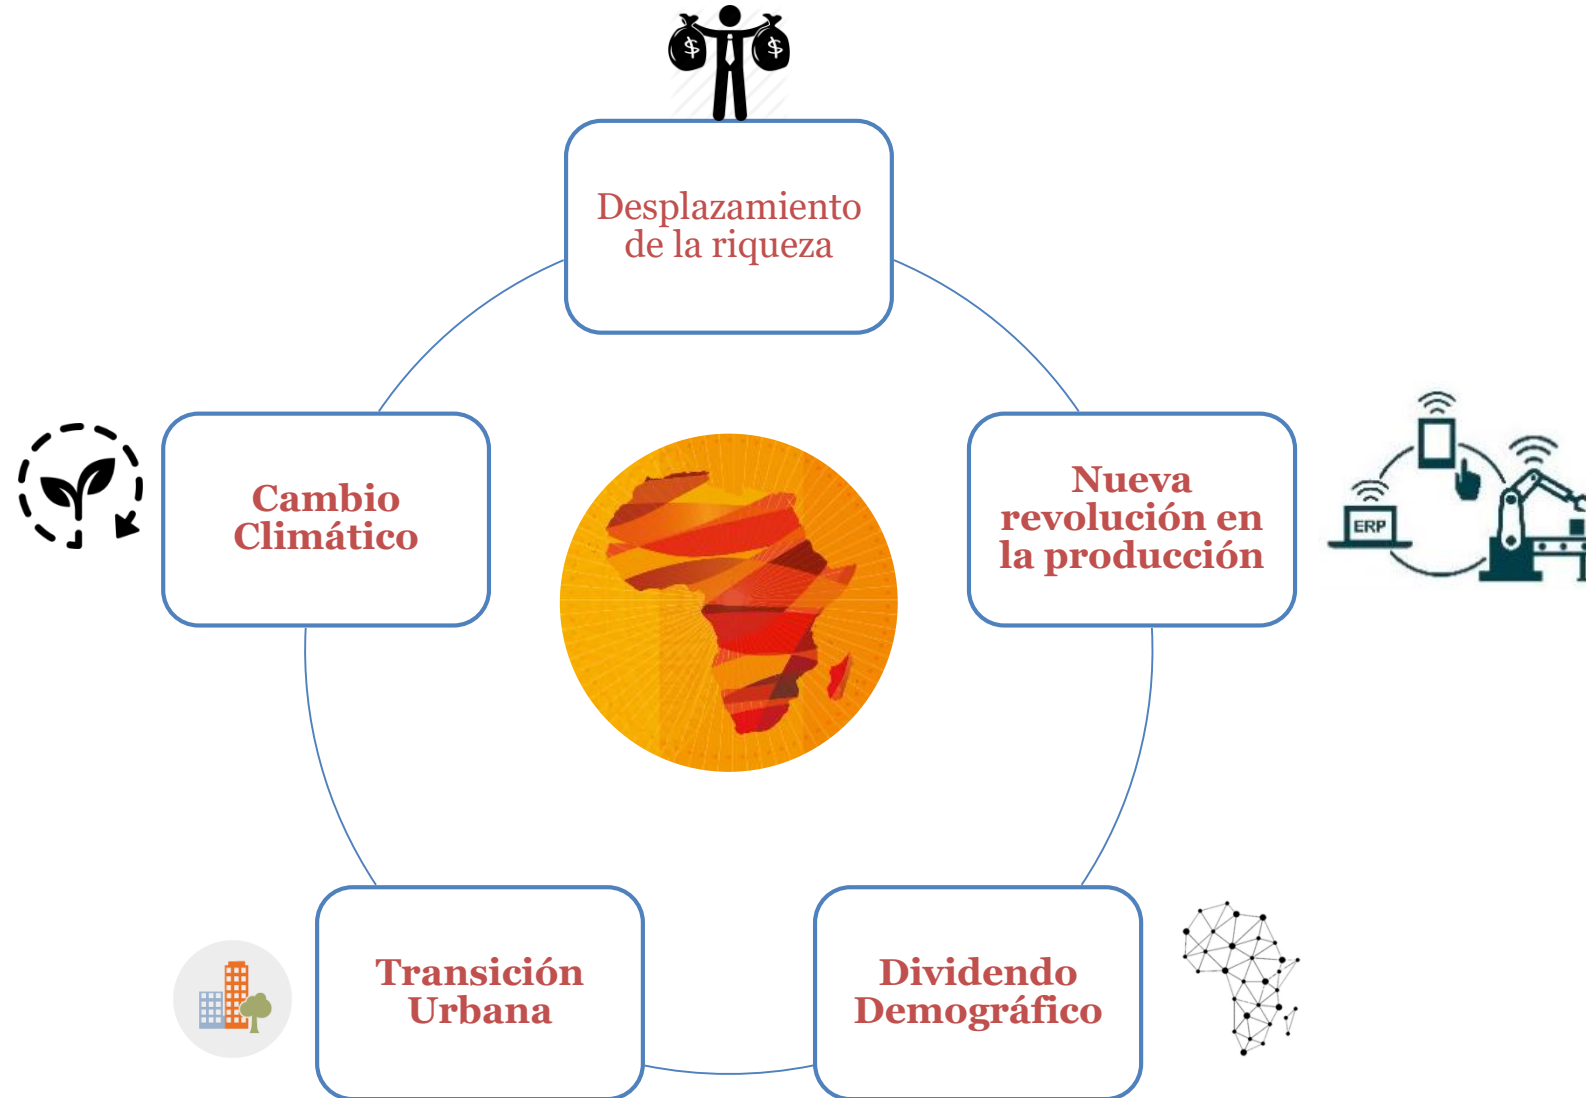 $ $
Desplazamiento
de la riqueza
Cambio
Climático
Nueva
revolución en
la producción
ERP
Transición
Urbana
Dividendo
Demográfico